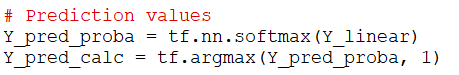 # Prediction values
Y_pred_proba = tf.nn.softmax(Y_linear)
Y_pred_calc = tf.argmax(Y_pred_proba, 1)